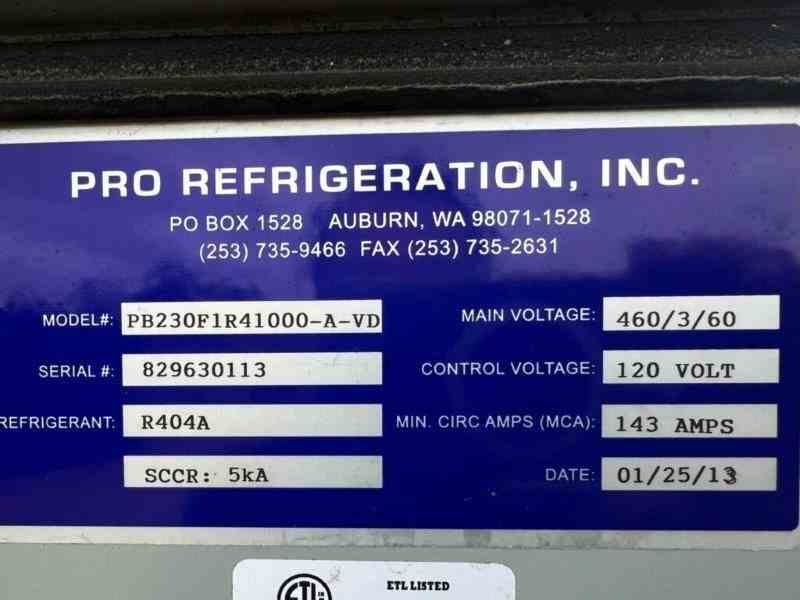 PRO REFRIGERATION, INC.
PO BOX 1528 AUBURN, WA 98071-1528
(253) 735-9466 FAX (253) 735-2631
MODEL#: PB230F1R41000-A-VD
MAIN VOLTAGE: 460/3/60
SERIAL #: 829630113
CONTROL VOLTAGE: 120 VOLT
REFRIGERANT: R404A
MIN. CIRC AMPS (MCA): 143 AMPS
SCCR: 5kA
DATE: 01/25/13
ETL
ETL LISTED